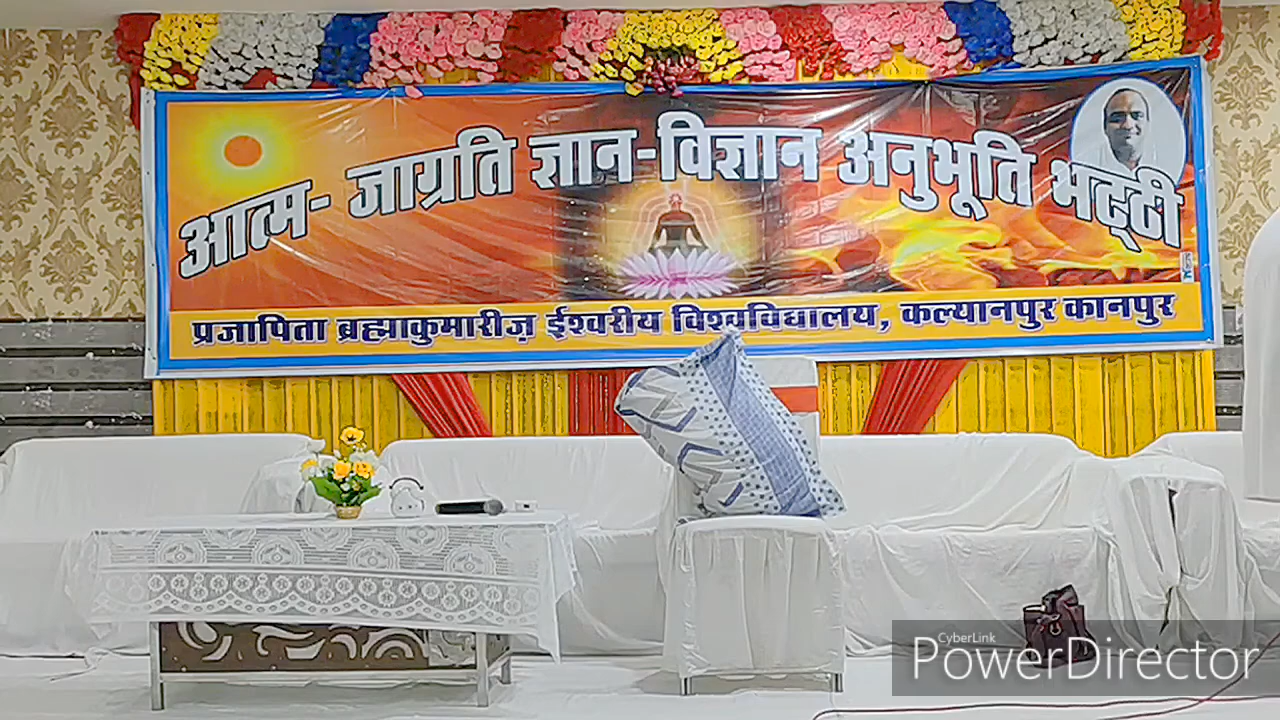 आत्म- जाग्रति ज्ञान-विज्ञान अनुभूति भट्ठी
प्रजापिता ब्रह्माकुमारीज़ ईश्वरीय विश्वविद्यालय, कल्यानपुर कानपुर
CyberLink
PowerDirector